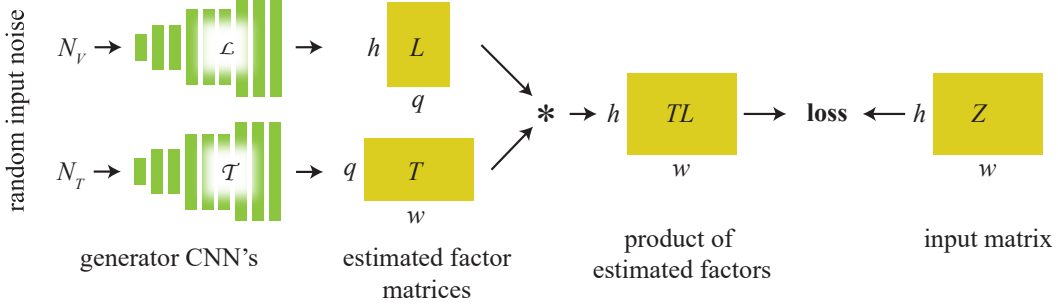 random input noise
N_V
𝓛
h
L
q
N_T
𝒯
q
T
w
*
h
TL
w
loss
h
Z
w
generator CNN's
estimated factor
matrices
product of
estimated factors
input matrix